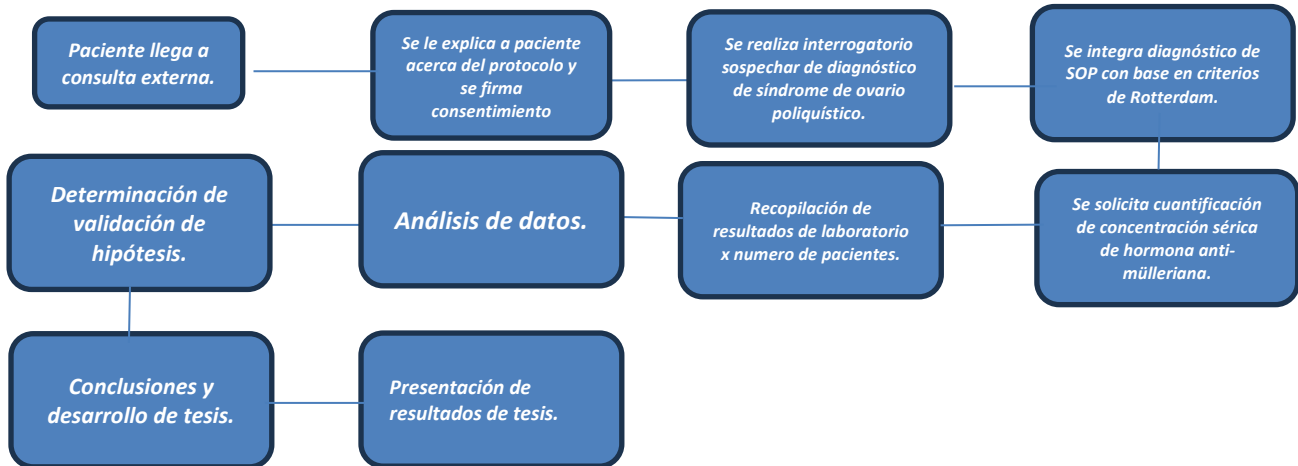 Paciente llega a
consulta externa.
Se le explica a paciente
acerca del protocolo y
se firma
consentimiento
Se realiza interrogatorio
sospechar de diagnóstico
de síndrome de ovario
poliquístico.
Se integra diagnóstico de
SOP con base en criterios
de Rotterdam.
Se solicita cuantificación
de concentración sérica
de hormona anti-
mülleriana.
Recopilación de
resultados de laboratorio
x numero de pacientes.
Análisis de datos.
Determinación de
validación de
hipótesis.
Conclusiones y
desarrollo de tesis.
Presentación de
resultados de tesis.